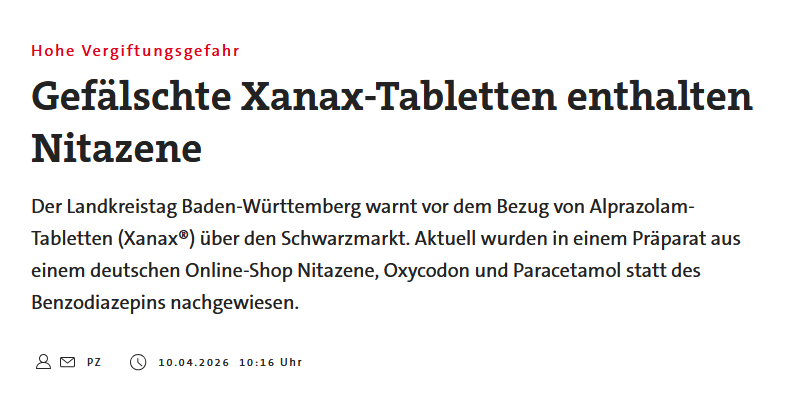 Hohe Vergiftungsgefahr
Gefälschte Xanax-Tabletten enthalten
Nitazene
Der Landkreistag Baden-Württemberg warnt vor dem Bezug von Alprazolam-
Tabletten (Xanax®) über den Schwarzmarkt. Aktuell wurden in einem Präparat aus
einem deutschen Online-Shop Nitazene, Oxycodon und Paracetamol statt des
Benzodiazepins nachgewiesen.
PZ 10.04.2026 10:16 Uhr